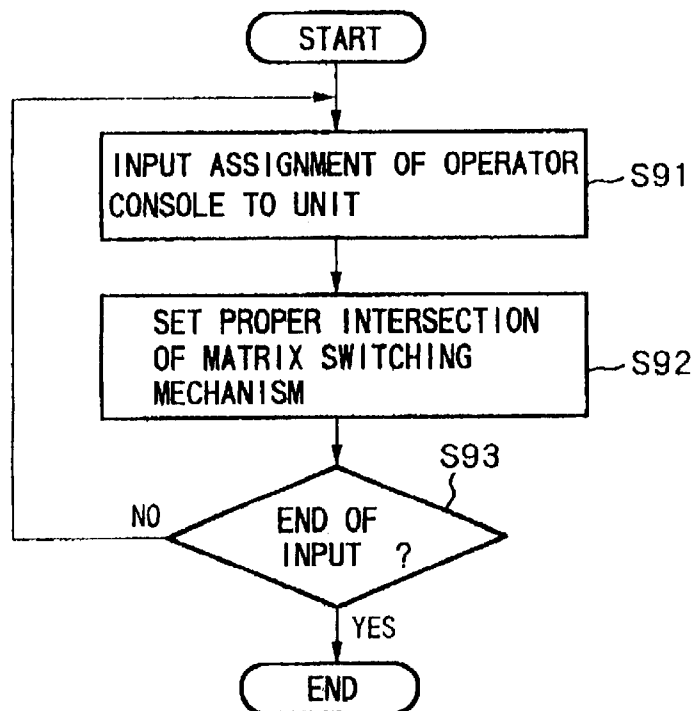 START
INPUT ASSIGNMENT OF OPERATOR
CONSOLE TO UNIT
S91
SET PROPER INTERSECTION
OF MATRIX SWITCHING
MECHANISM
S92
S93
END OF
INPUT ?
NO
YES
END